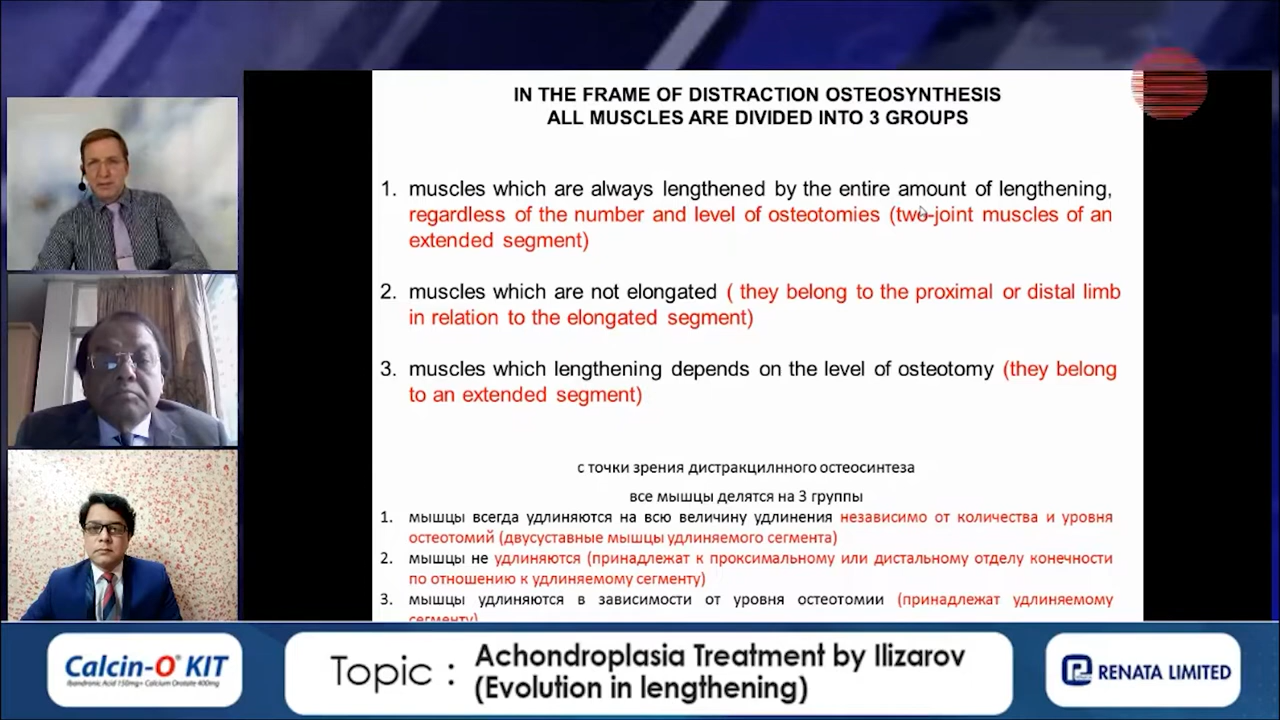 IN THE FRAME OF DISTRACTION OSTEOSYNTHESIS
ALL MUSCLES ARE DIVIDED INTO 3 GROUPS
1. muscles which are always lengthened by the entire amount of lengthening,
regardless of the number and level of osteotomies (two-joint muscles of an
extended segment)
2. muscles which are not elongated ( they belong to the proximal or distal limb
in relation to the elongated segment)
3. muscles which lengthening depends on the level of osteotomy (they belong
to an extended segment)
с точки зрения дистракцилнного остеосинтеза
все мышцы делятся на 3 группы
1. мышцы всегда удлиняются на всю величину удлинения независимо от количества и уровня
остеотомий (двусуставные мышцы удлиняемого сегмента)
2. мышцы не удлиняются (принадлежат к проксимальному или дистальному отделу конечности
по отношению к удлиняемому сегменту)
3. мышцы удлиняются в зависимости от уровня остеотомии (принадлежат удлиняемому
сегменту)
Calcin-O® KIT
Ibandronic Acid 150mg+ Calcium Orotate 400mg
Topic : Achondroplasia Treatment by Ilizarov
(Evolution in lengthening)
RENATA LIMITED